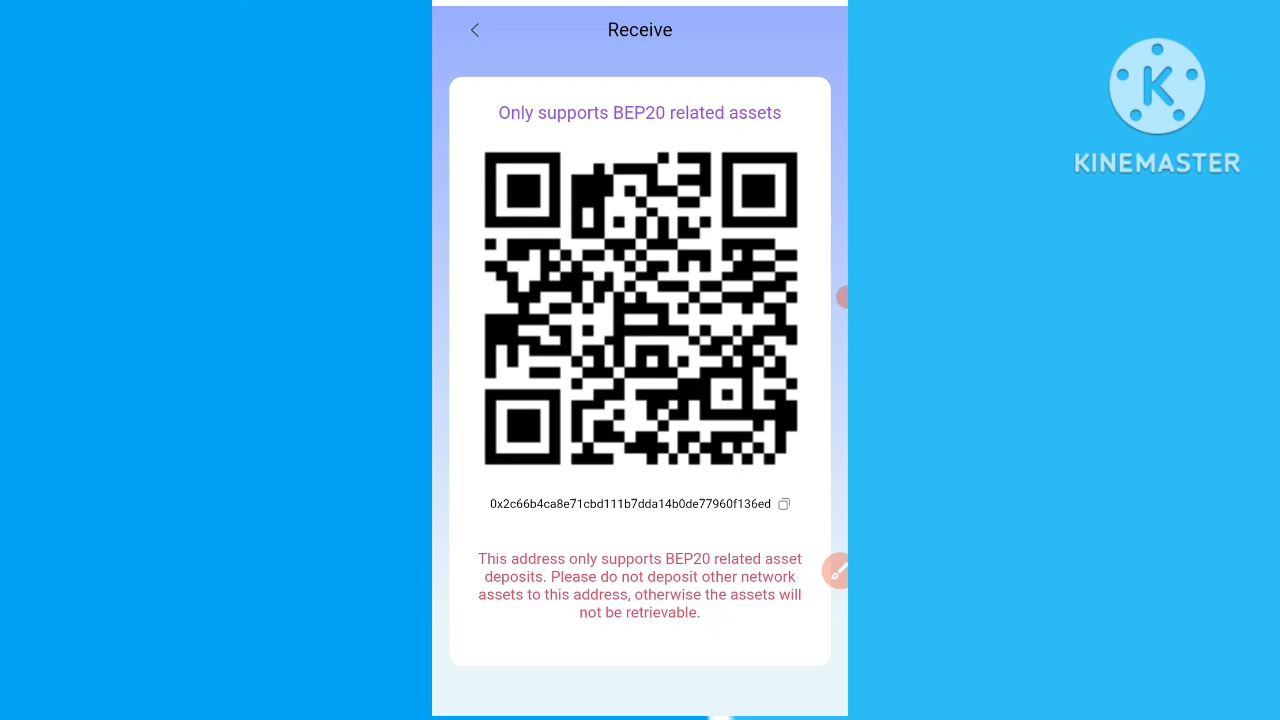 Receive
KINEMASTER
Only supports BEP20 related assets
0x2c66b4ca8e71cbd111b7dda14b0de77960f136ed
This address only supports BEP20 related asset
deposits. Please do not deposit other network
assets to this address, otherwise the assets will
not be retrievable.